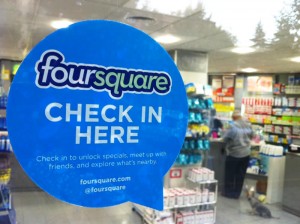 foursquare
CHECK IN
HERE
Check in to unlock specials, meet up with
friends, and explore what's nearby.
foursquare.com
@foursquare